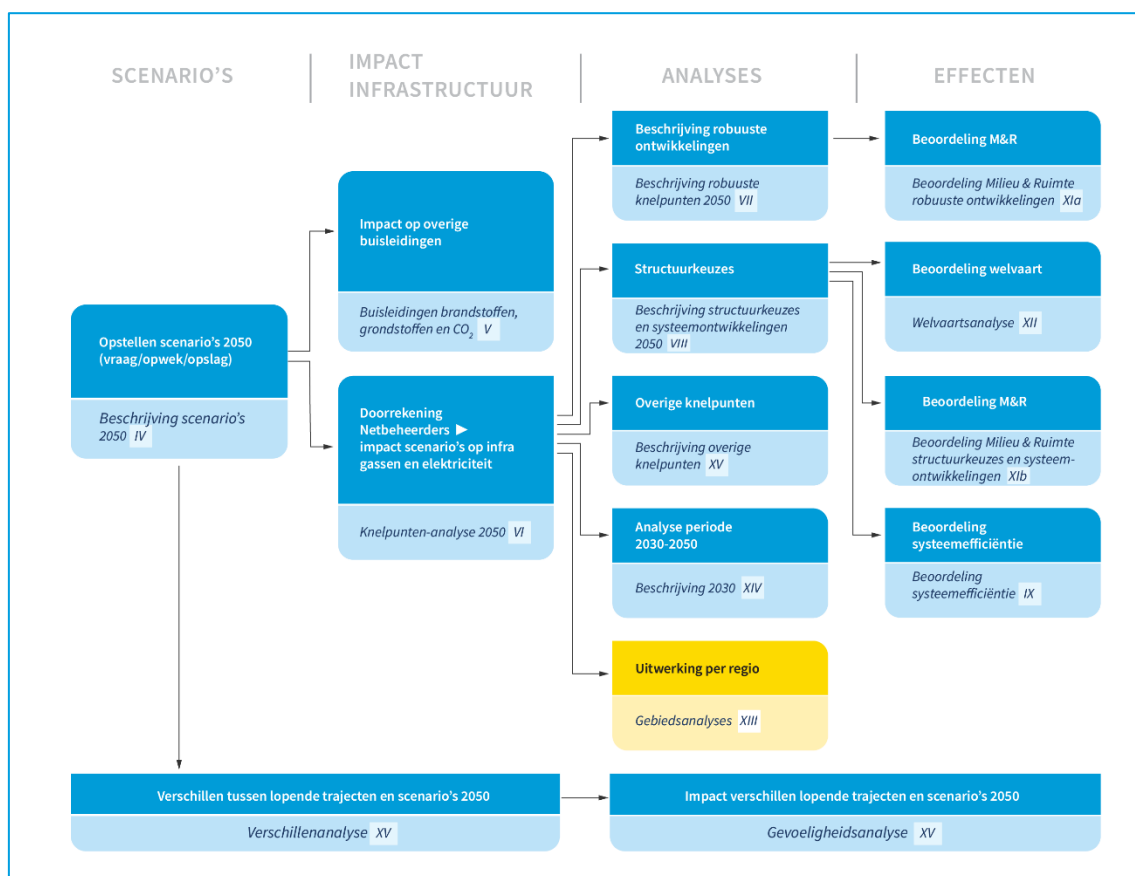 SCENARIO'S
IMPACT
INFRASTRUCTUUR
ANALYSES
EFFECTEN
Opstellen scenario's 2050
(vraag/opwek/opslag)
Beschrijving scenario's
2050 IV
Impact op overige
buisleidingen
Buisleidingen brandstoffen,
grondstoffen en CO₂ V
Doorrekening
Netbeheerders ▶
impact scenario's op infra
gassen en elektriciteit
Knelpunten-analyse 2050 VI
Beschrijving robuuste
ontwikkelingen
Beschrijving robuuste
knelpunten 2050 VII
Structuurkeuzes
Beschrijving structuurkeuzes
en systeemontwikkelingen
2050 VIII
Overige knelpunten
Beschrijving overige
knelpunten XV
Analyse periode
2030-2050
Beschrijving 2030 XIV
Uitwerking per regio
Gebiedsanalyses XIII
Beoordeling M&R
Beoordeling Milieu & Ruimte
robuuste ontwikkelingen XIa
Beoordeling welvaart
Welvaartsanalyse XII
Beoordeling M&R
Beoordeling Milieu & Ruimte
structuurkeuzes en systeem-
ontwikkelingen XIb
Beoordeling
systeemefficiëntie
Beoordeling
systeemefficiëntie IX
Verschillen tussen lopende trajecten en scenario's 2050
Verschillenanalyse XV
Impact verschillen lopende trajecten en scenario's 2050
Gevoeligheidsanalyse XV